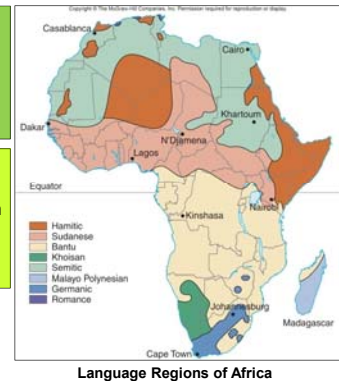 Copyright © The McGraw-Hill Companies, Inc. Permission required for reproduction or display.
Casablanca
Cairo
Khartoum
Dakar
N'Djamena
Lagos
Equator
Nairobi
Kinshasa
Hamitic
Sudanese
Bantu
Khoisan
Semitic
Malayo Polynesian
Germanic
Romance
Johannesburg
Madagascar
Cape Town
Language Regions of Africa